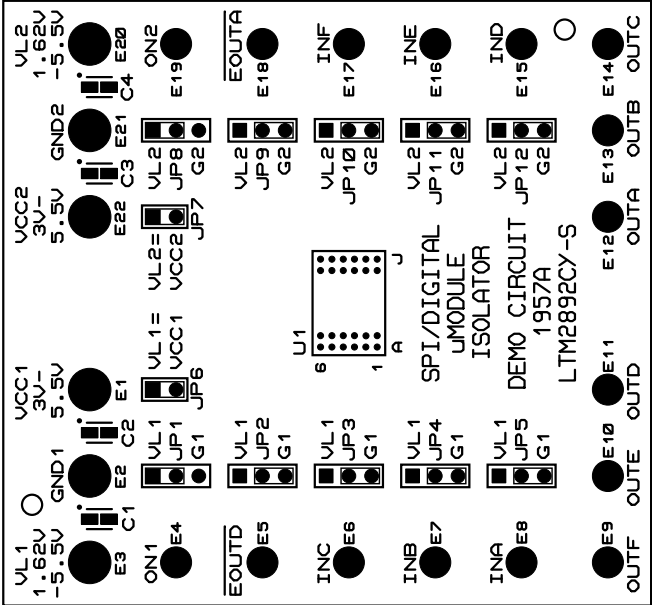 VL1
1.62V
-5.5V
E3
C1
GND1
E2
C2
VCC1
3V-
5.5V
E1
VCC2
3V-
5.5V
E22
C3
GND2
E21
C4
VL2
1.62V
-5.5V
E20
ON1
E4
VL1
JP1
G1
VL1=
VCC1
JP6
VL2=
VCC2
JP7
VL2
JP8
G2
ON2
E19
EOUTD
E5
VL1
JP2
G1
VL2
JP9
G2
EOUTA
E18
INC
E6
VL1
JP3
G1
U1
6
1
A
J
VL2
JP10
G2
INF
E17
INB
E7
VL1
JP4
G1
SPI/DIGITAL
uMODULE
ISOLATOR
VL2
JP11
G2
INE
E16
INA
E8
VL1
JP5
G1
DEMO CIRCUIT
1957A
LTM2892CY-S
VL2
JP12
G2
IND
E15
E9
OUTF
E10
OUTE
E11
OUTD
E12
OUTA
E13
OUTB
E14
OUTC